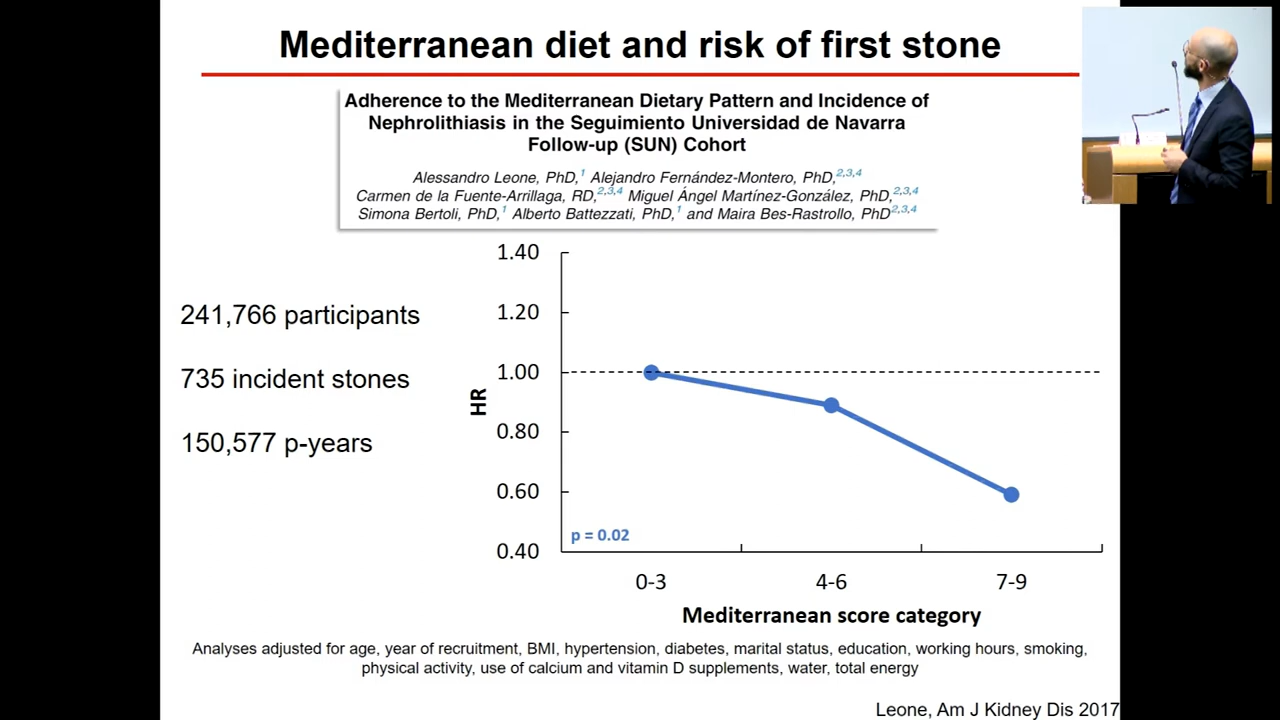 Mediterranean diet and risk of first stone
Adherence to the Mediterranean Dietary Pattern and Incidence of
Nephrolithiasis in the Seguimiento Universidad de Navarra
Follow-up (SUN) Cohort
Alessandro Leone, PhD,1 Alejandro Fernández-Montero, PhD,2,3,4
Carmen de la Fuente-Arrillaga, RD,2,3,4 Miguel Ángel Martínez-González, PhD,2,3,4
Simona Bertoli, PhD,1 Alberto Battezzati, PhD,1 and Maira Bes-Rastrollo, PhD2,3,4
241,766 participants
735 incident stones
150,577 p-years
HR
1.40
1.20
1.00
0.80
0.60
0.40
p = 0.02
0-3 4-6 7-9
Mediterranean score category
Analyses adjusted for age, year of recruitment, BMI, hypertension, diabetes, marital status, education, working hours, smoking,
physical activity, use of calcium and vitamin D supplements, water, total energy
Leone, Am J Kidney Dis 2017